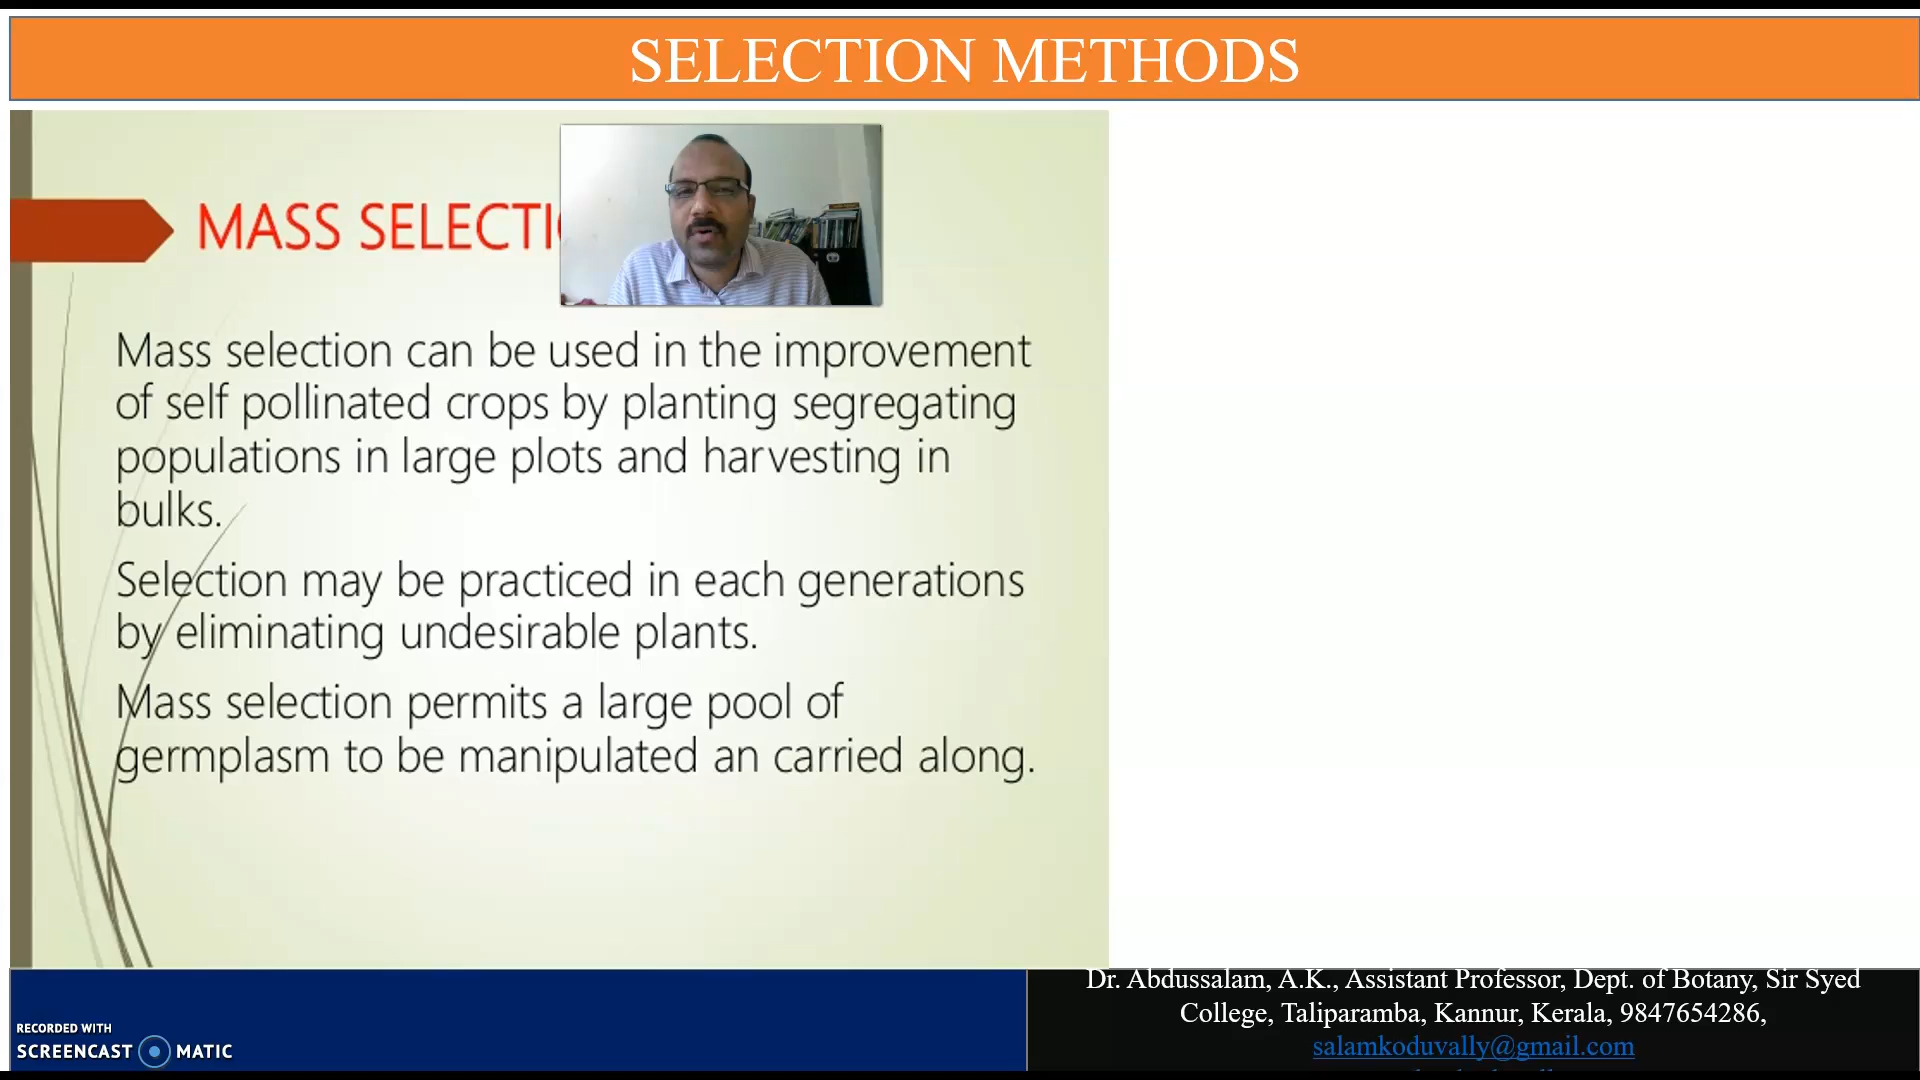 SELECTION METHODS
MASS SELECTI
Mass selection can be used in the improvement
of self pollinated crops by planting segregating
populations in large plots and harvesting in
bulks.
Selection may be practiced in each generations
by eliminating undesirable plants.
Mass selection permits a large pool of
germplasm to be manipulated an carried along.
Dr. Abdussalam, A.K., Assistant Professor, Dept. of Botany, Sir Syed
College, Taliparamba, Kannur, Kerala, 9847654286,
salamkoduvally@gmail.com
RECORDED WITH
SCREENCAST MATIC